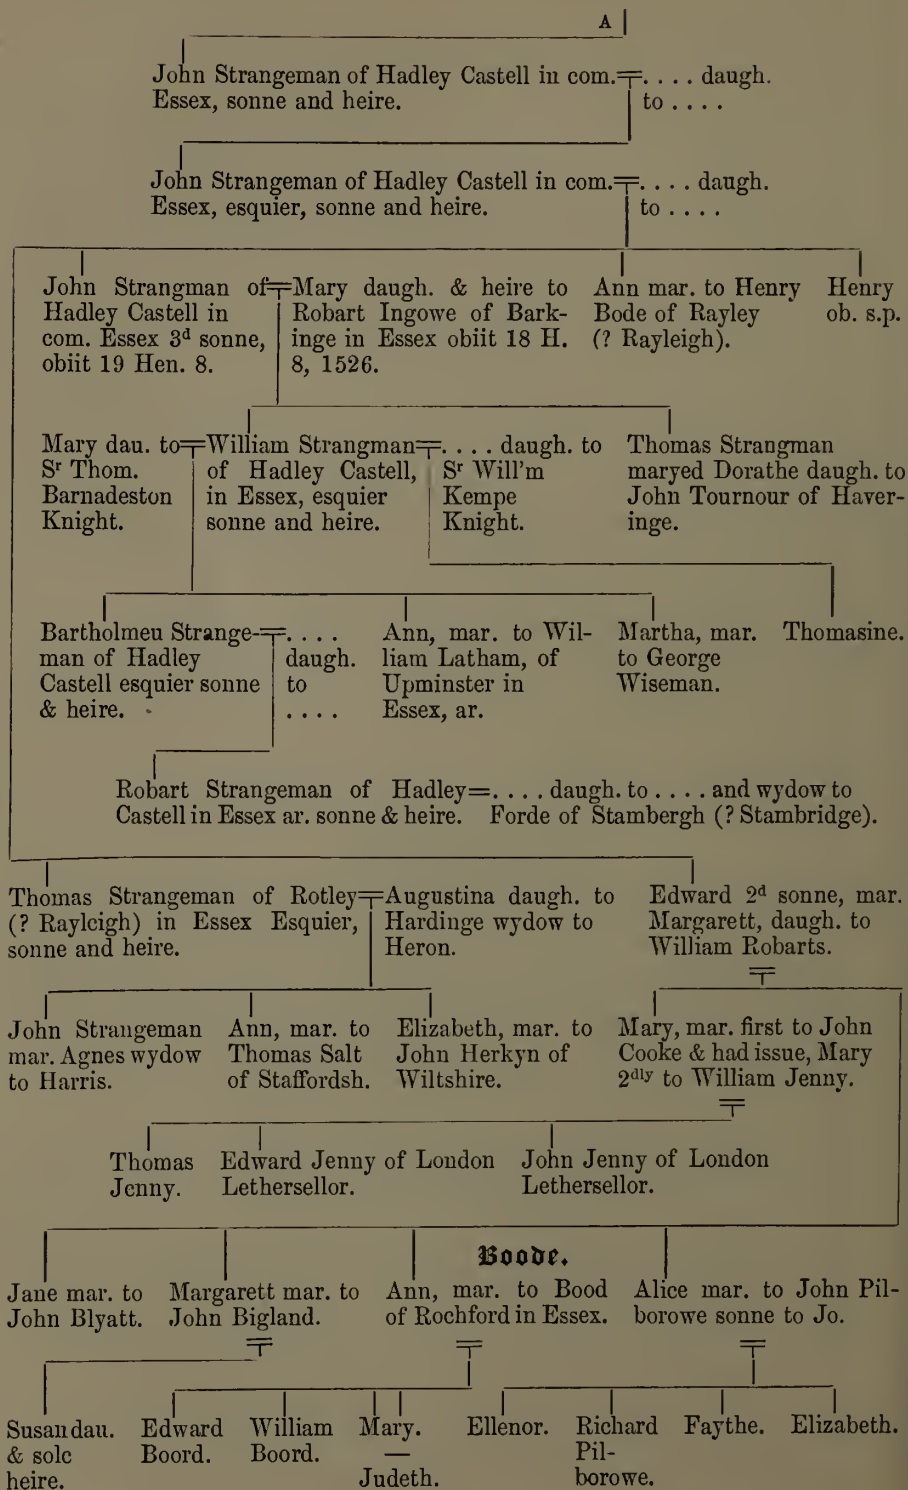 A
John Strangeman of Hadley Castell in com.=. . . . daugh.
Essex, sonne and heire. to . . . .
John Strangeman of Hadley Castell in com.=. . . . daugh.
Essex, esquier, sonne and heire. to . . . .
John Strangman of=
Hadley Castell in
com. Essex 3d sonne,
obiit 19 Hen. 8.
Mary daugh. & heire to
Robart Ingowe of Bark-
inge in Essex obiit 18 H.
8, 1526.
Ann mar. to Henry
Bode of Rayley
(? Rayleigh).
Henry
ob. s.p.
Mary dau. to=
Sr Thom.
Barnadeston
Knight.
William Strangman=
of Hadley Castell,
in Essex, esquier
sonne and heire.
. . . . daugh. to
Sr Will'm
Kempe
Knight.
Thomas Strangman
maryed Dorathe daugh. to
John Tournour of Haver-
inge.
Bartholmeu Strange-=
man of Hadley
Castell esquier sonne
& heire.
. . . .
daugh.
to
. . . .
Ann, mar. to Wil-
liam Latham, of
Upminster in
Essex, ar.
Martha, mar.
to George
Wiseman.
Thomasine.
Robart Strangeman of Hadley=. . . . daugh. to . . . . and wydow to
Castell in Essex ar. sonne & heire. Forde of Stambergh (? Stambridge).
Thomas Strangeman of Rotley=
(? Rayleigh) in Essex Esquier,
sonne and heire.
Augustina daugh. to
Hardinge wydow to
Heron.
Edward 2d sonne, mar.
Margarett, daugh. to
William Robarts.
John Strangeman
mar. Agnes wydow
to Harris.
Ann, mar. to
Thomas Salt
of Staffordsh.
Elizabeth, mar. to
John Herkyn of
Wiltshire.
Mary, mar. first to John
Cooke & had issue, Mary
2dly to William Jenny.
Thomas
Jenny.
Edward Jenny of London
Lethersellor.
John Jenny of London
Lethersellor.
Boode.
Jane mar. to
John Blyatt.
Margarett mar. to
John Bigland.
Ann, mar. to Bood
of Rochford in Essex.
Alice mar. to John Pil-
borowe sonne to Jo.
Susan dau.
& sole
heire.
Edward
Boord.
William
Boord.
Mary.
—
Judeth.
Ellenor.
Richard
Pil-
borowe.
Faythe.
Elizabeth.